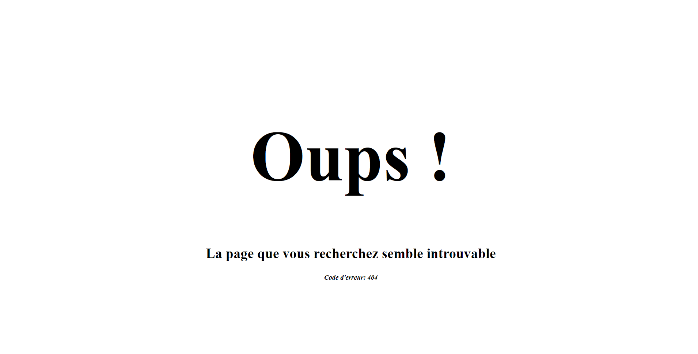 Oups !
La page que vous recherchez semble introuvable
Code d'erreur: 404